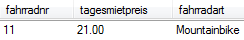 fahrradnr tagesmietpreis fahrradart
11 21.00 Mountainbike